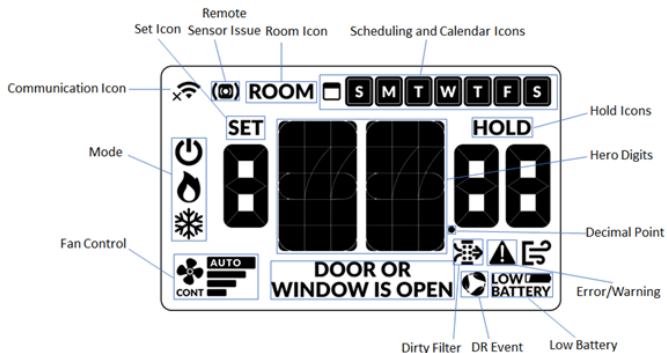 Remote
Set Icon Sensor Issue Room Icon Scheduling and Calendar Icons
Communication Icon
ROOM S M T W T F S
SET HOLD
Hold Icons
Mode
Hero Digits
Decimal Point
Fan Control
AUTO
CONT
DOOR OR
WINDOW IS OPEN
LOW
BATTERY
Error/Warning
Dirty Filter DR Event Low Battery